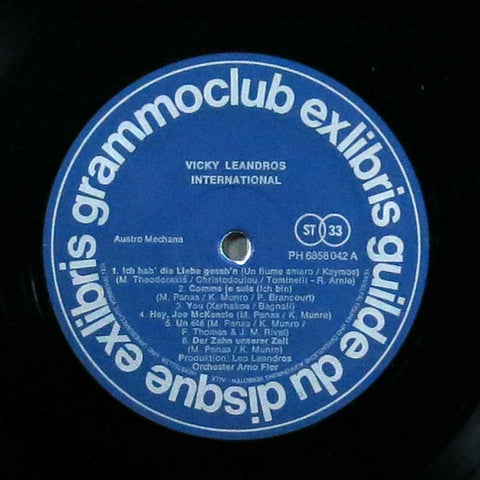 grammoclub exlibris guilde du disque exlibris
VICKY LEANDROS
INTERNATIONAL
ST 33
Austro Mechana
PH 6858 042 A
1. Ich hab' die Liebe geseh'n (Un fiume amaro / Kaymos)
(M. Theodorakis / Christodoutou / Tominelli - R. Arnie)
2. Comme je suis (Ich bin)
(M. Panas / K. Munro / P. Brancourt)
3. You (Xarhakos / Bagnali)
4. Hey, Joe McKenzie (M. Panas / K. Munro)
5. Un été (M. Panas / K. Munro /
F. Thomas & J. M. Rivat)
6. Der Zahn unserer Zeit
(M. Panas / K. Munro)
Produktion: Leo Leandros
Orchester Arno Flor